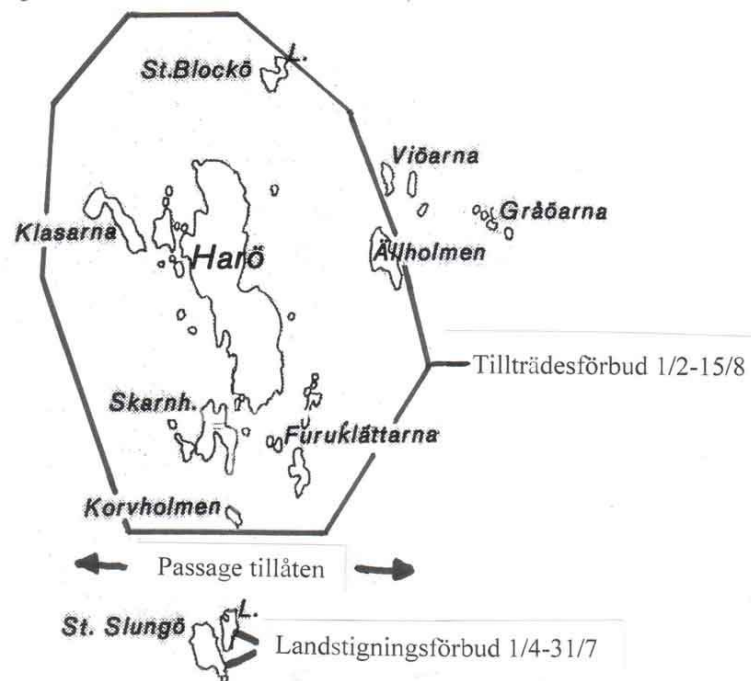 L.
St.Blockö
Viöarna
Gråöarna
Klasarna
Harö
Ällholmen
Tillträdesförbud 1/2-15/8
Skarnh.
Furuklättarna
Korvholmen
Passage tillåten
L.
St. Slungö
Landstigningsförbud 1/4-31/7